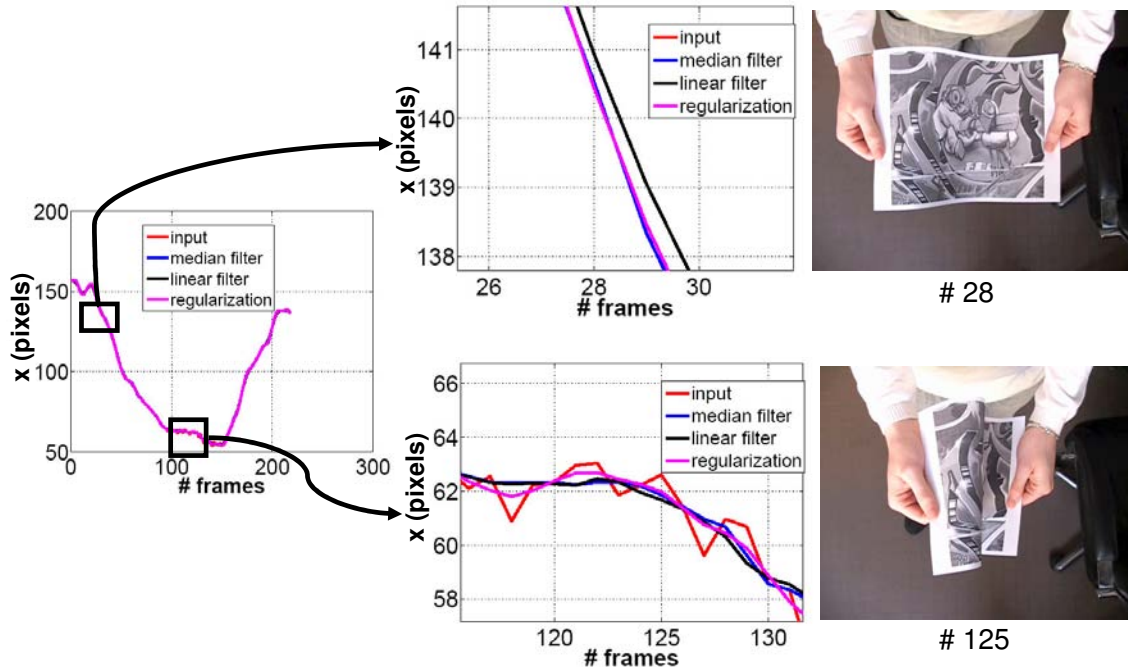 141
140
139
138
x (pixels)
26
28
30
# frames
input
median filter
linear filter
regularization
# 28
200
150
100
50
x (pixels)
0
100
200
300
# frames
input
median filter
linear filter
regularization
66
64
62
60
58
x (pixels)
120
125
130
# frames
input
median filter
linear filter
regularization
# 125